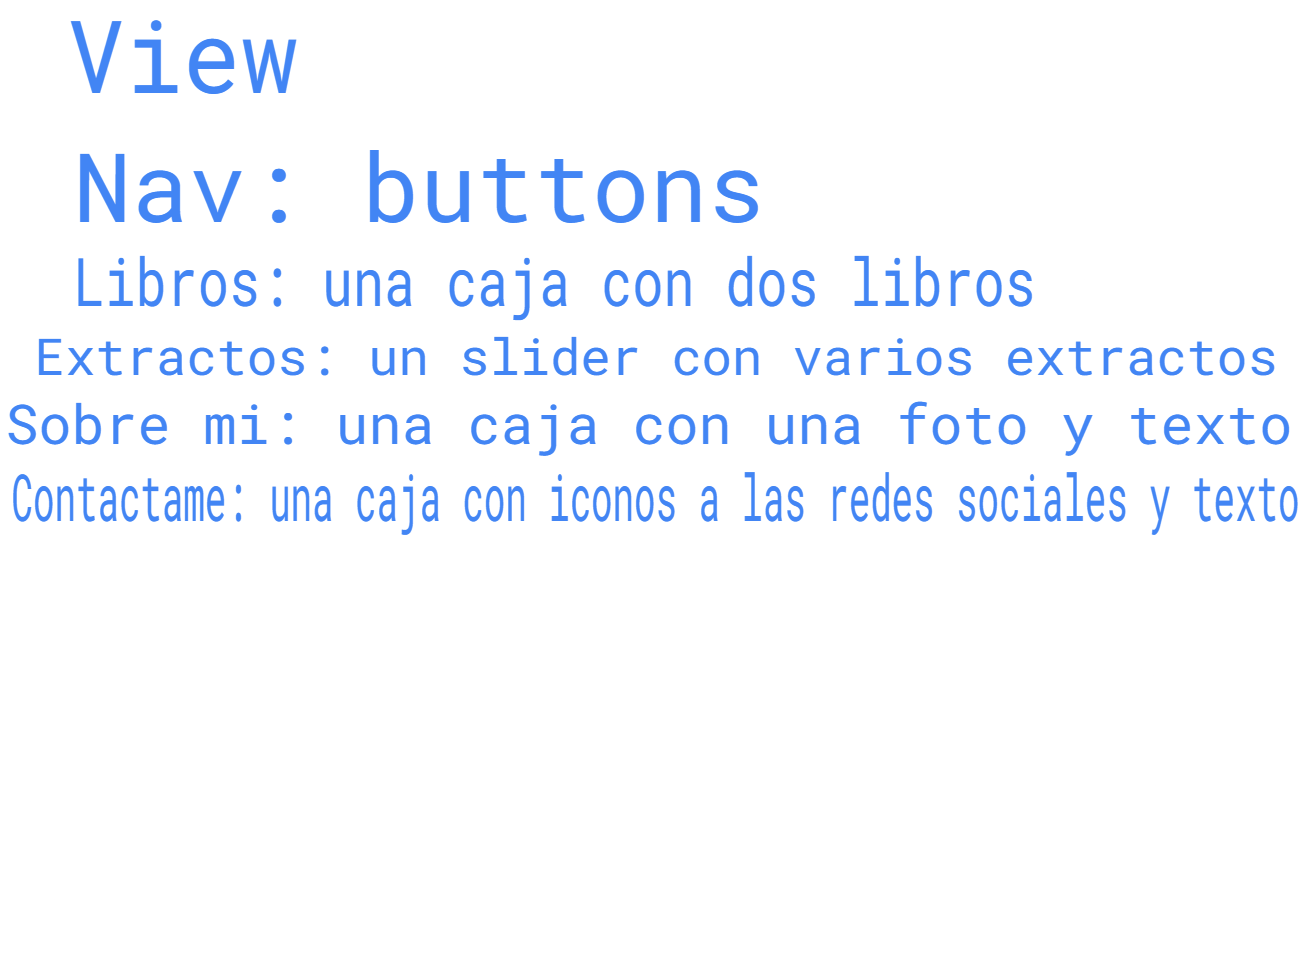 View
Nav: buttons
Libros: una caja con dos libros
Extractos: un slider con varios extractos
Sobre mi: una caja con una foto y texto
Contactame: una caja con iconos a las redes sociales y texto